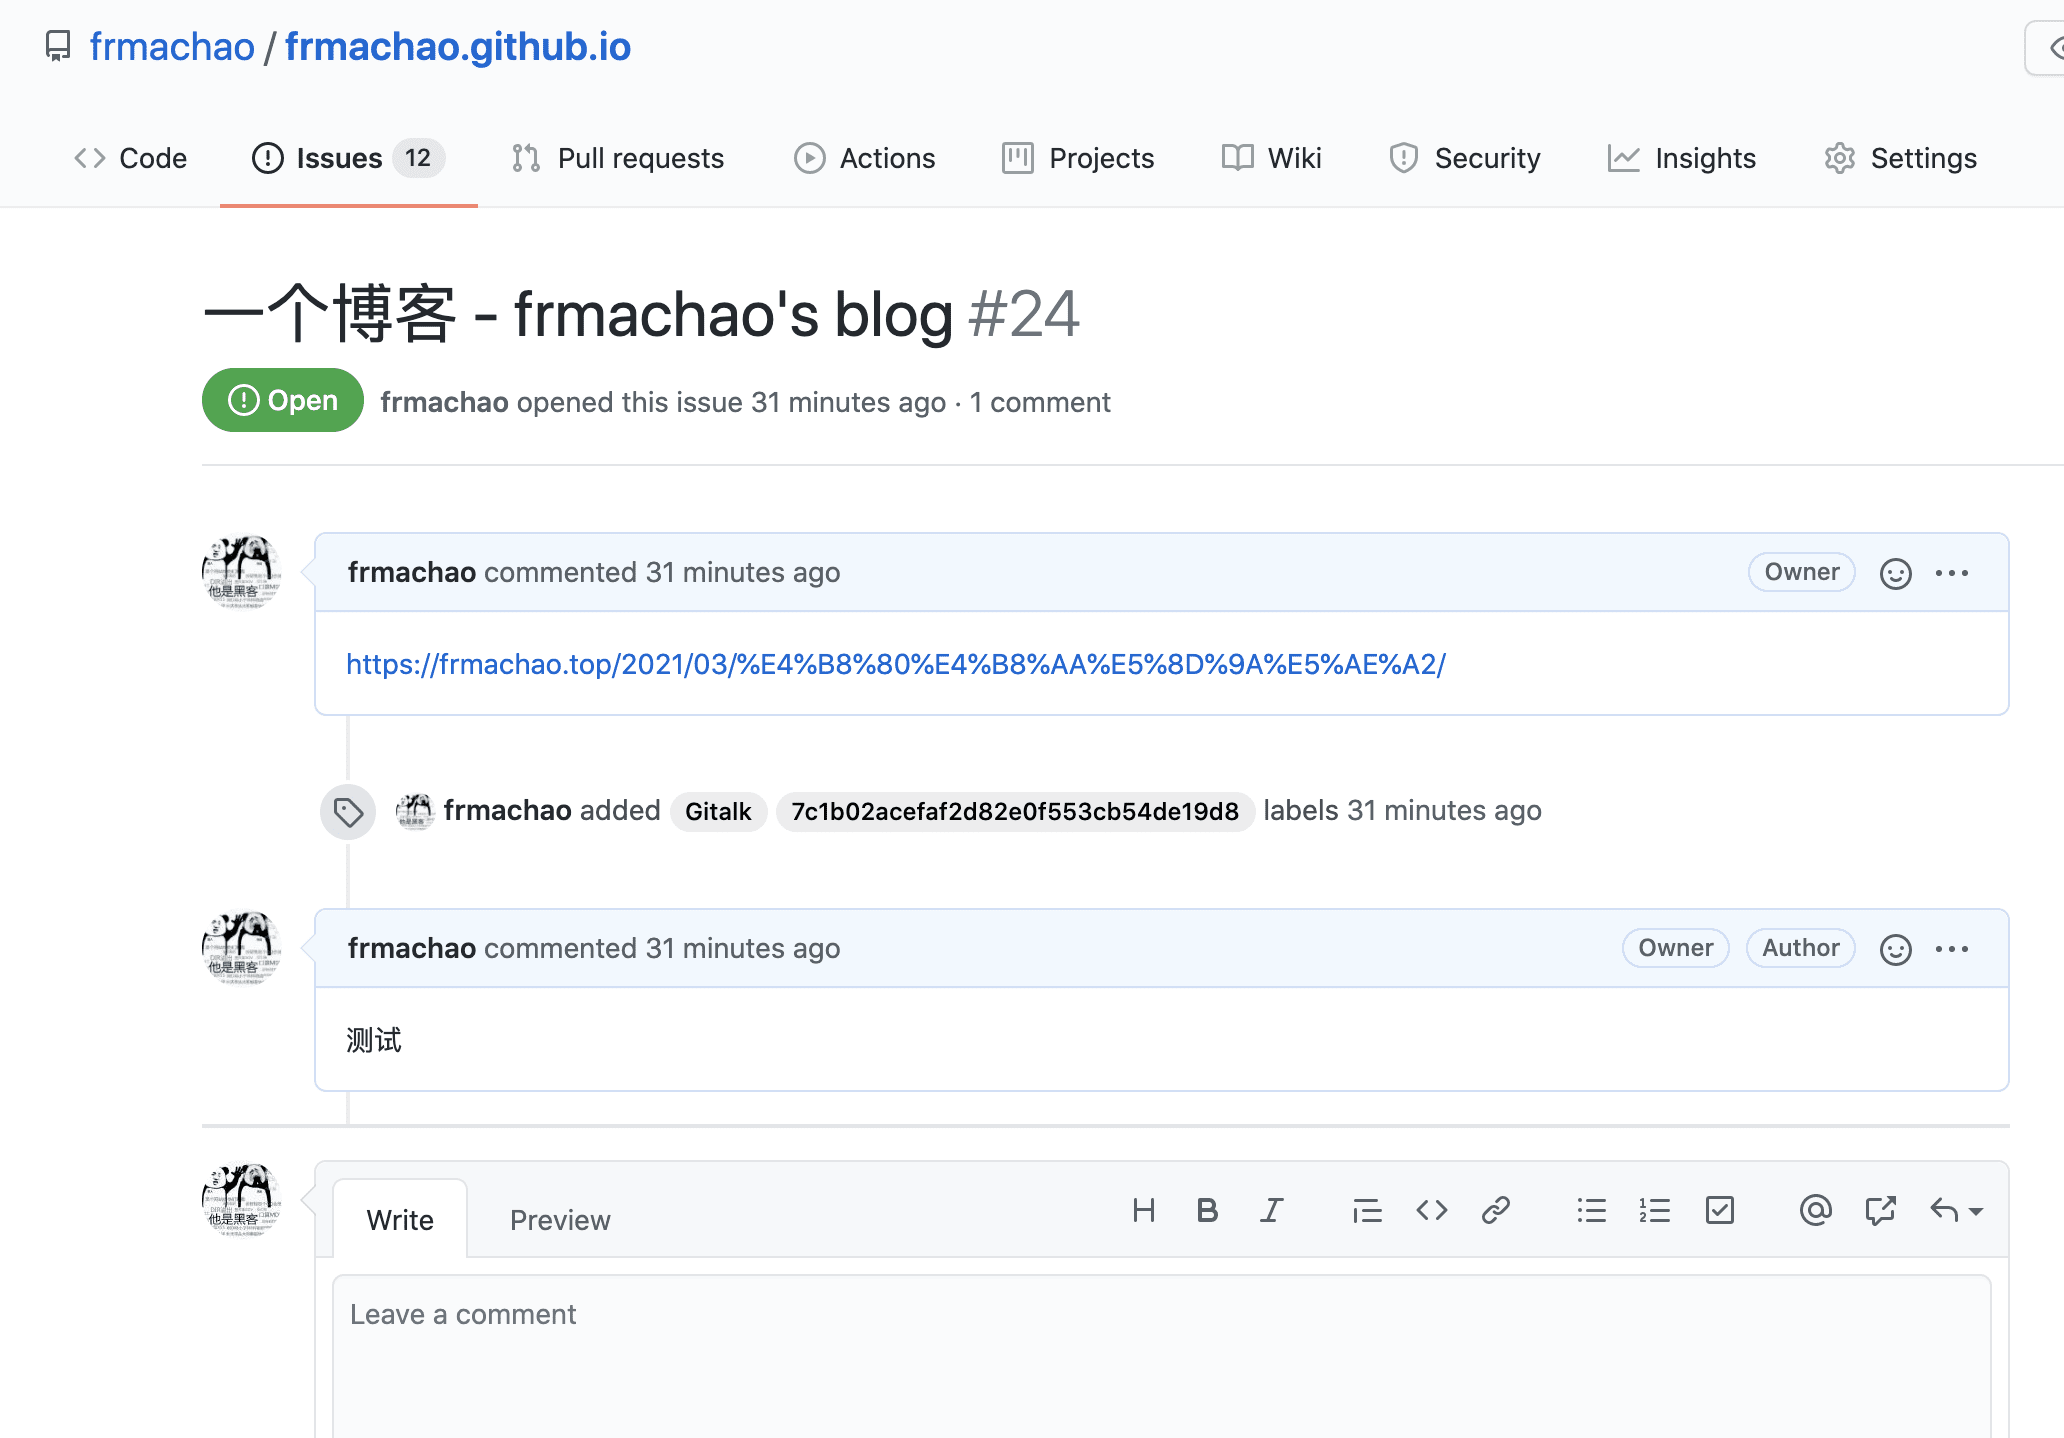 frmachao / frmachao.github.io
Code Issues 12 Pull requests Actions Projects Wiki Security Insights Settings
一个博客 - frmachao's blog #24
Open frmachao opened this issue 31 minutes ago · 1 comment
frmachao commented 31 minutes ago Owner
https://frmachao.top/2021/03/%E4%B8%80%E4%B8%AA%E5%8D%9A%E5%AE%A2/
frmachao added Gitalk 7c1b02acefaf2d82e0f553cb54de19d8 labels 31 minutes ago
frmachao commented 31 minutes ago Owner Author
测试
他是黑客
Write Preview
Leave a comment